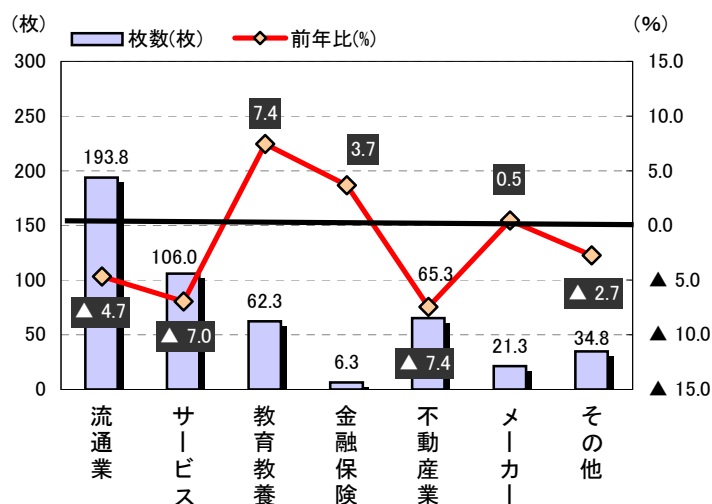 (枚)
(%)
枚数(枚)
前年比(%)
300
15.0
250
10.0
200
5.0
150
0.0
100
▲ 5.0
50
▲ 10.0
0
▲ 15.0
193.8
106.0
62.3
6.3
65.3
21.3
34.8
▲ 4.7
▲ 7.0
7.4
3.7
▲ 7.4
0.5
▲ 2.7
流通業
サービス
教育教養
金融保険
不動産業
メーカー
その他